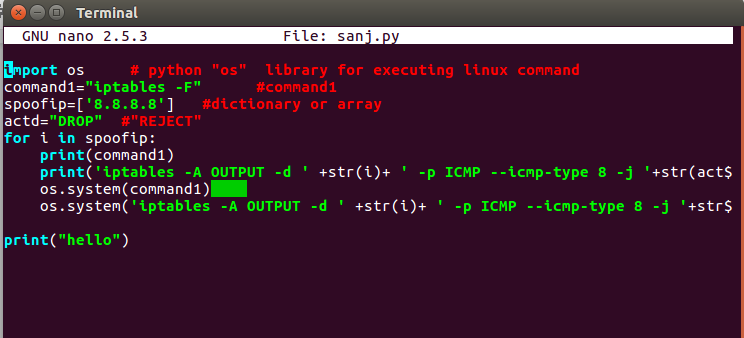 Terminal
GNU nano 2.5.3 File: sanj.py
import os # python "os" library for executing linux command
command1="iptables -F" #command1
spoofip=['8.8.8.8'] #dictionary or array
actd="DROP" #"REJECT"
for i in spoofip:
print(command1)
print('iptables -A OUTPUT -d ' +str(i)+ ' -p ICMP --icmp-type 8 -j '+str(act$
os.system(command1)
os.system('iptables -A OUTPUT -d ' +str(i)+ ' -p ICMP --icmp-type 8 -j '+str$
print("hello")